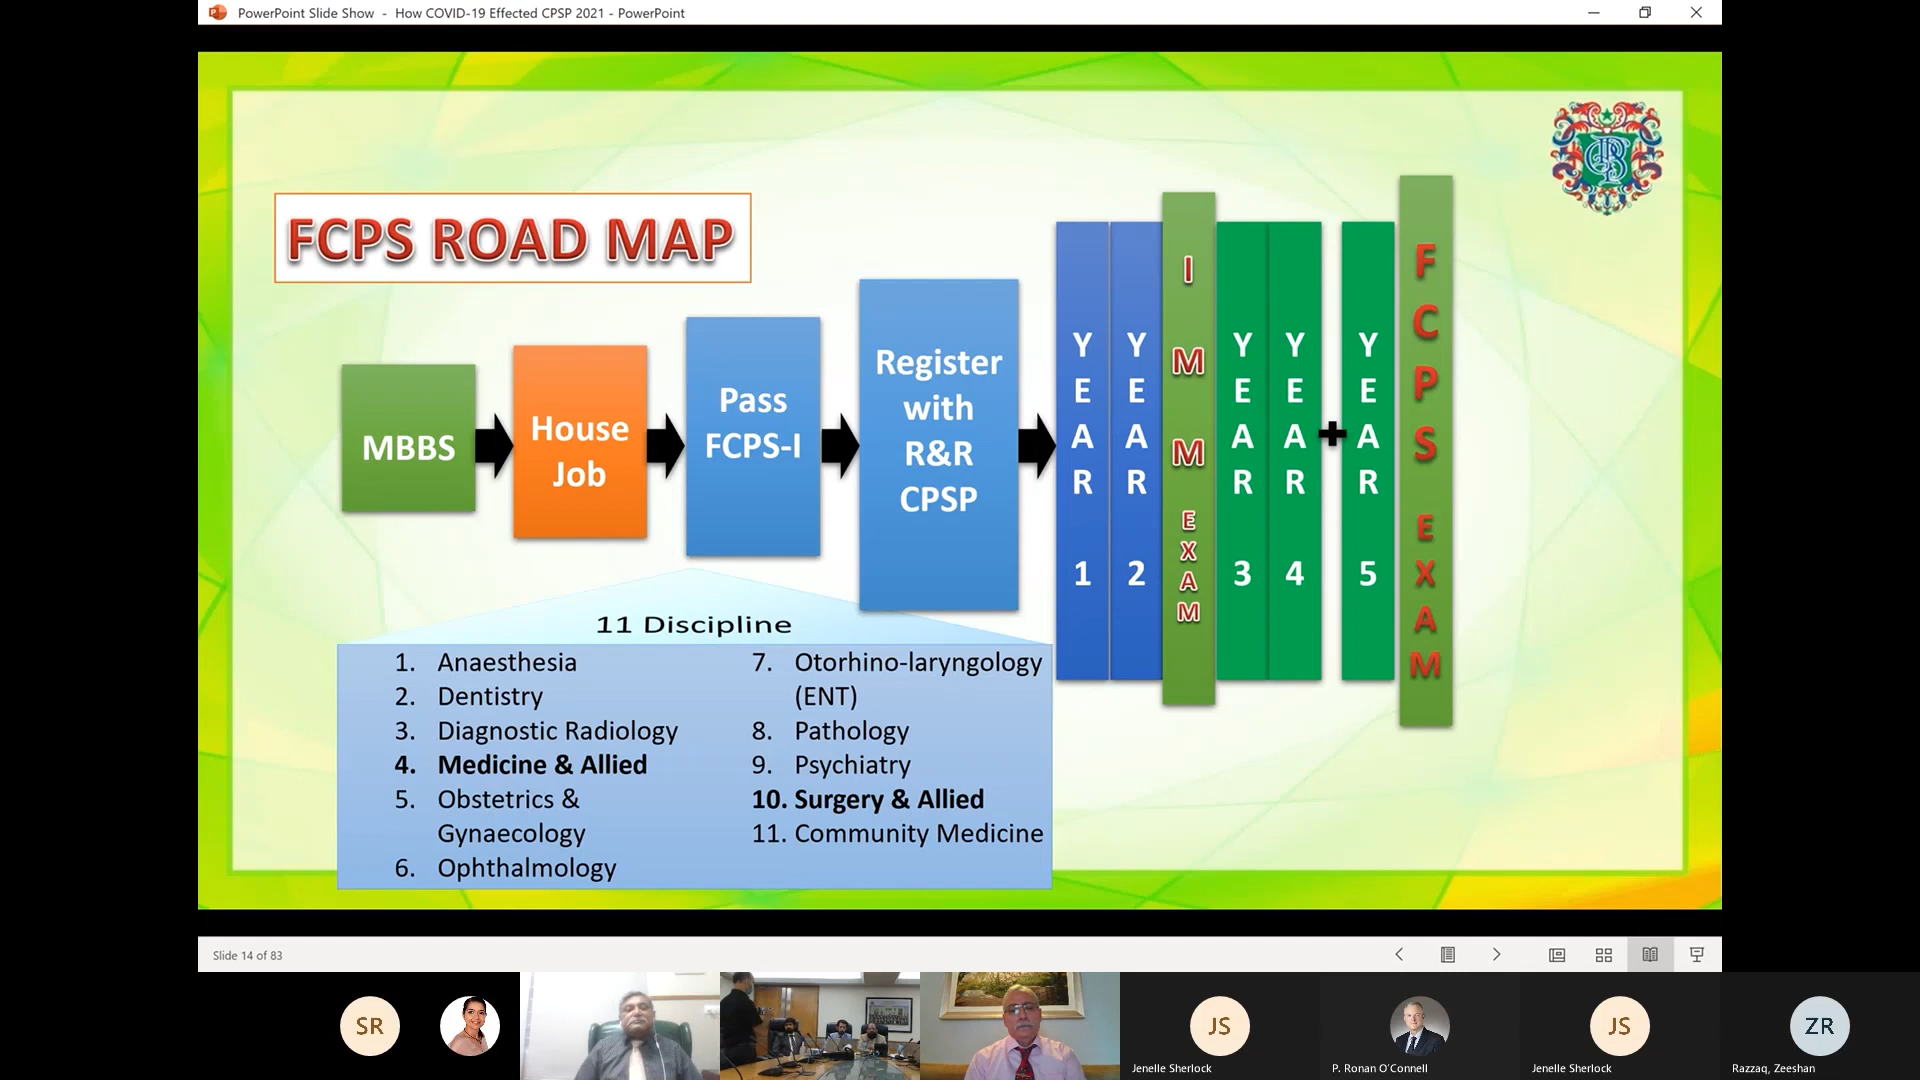 PowerPoint Slide Show - How COVID-19 Effected CPSP 2021 - PowerPoint
FCPS ROAD MAP
MBBS
House
Job
Pass
FCPS-I
Register
with
R&R
CPSP
YEAR 1
YEAR 2
IMM EXAM
YEAR 3
YEAR 4
+
YEAR 5
FCPS EXAM
11 Discipline
1. Anaesthesia
2. Dentistry
3. Diagnostic Radiology
4. Medicine & Allied
5. Obstetrics &
Gynaecology
6. Ophthalmology
7. Otorhino-laryngology
(ENT)
8. Pathology
9. Psychiatry
10. Surgery & Allied
11. Community Medicine
Slide 14 of 83
SR
JS
Jenelle Sherlock
P. Ronan O'Connell
JS
Jenelle Sherlock
ZR
Razzaq, Zeeshan